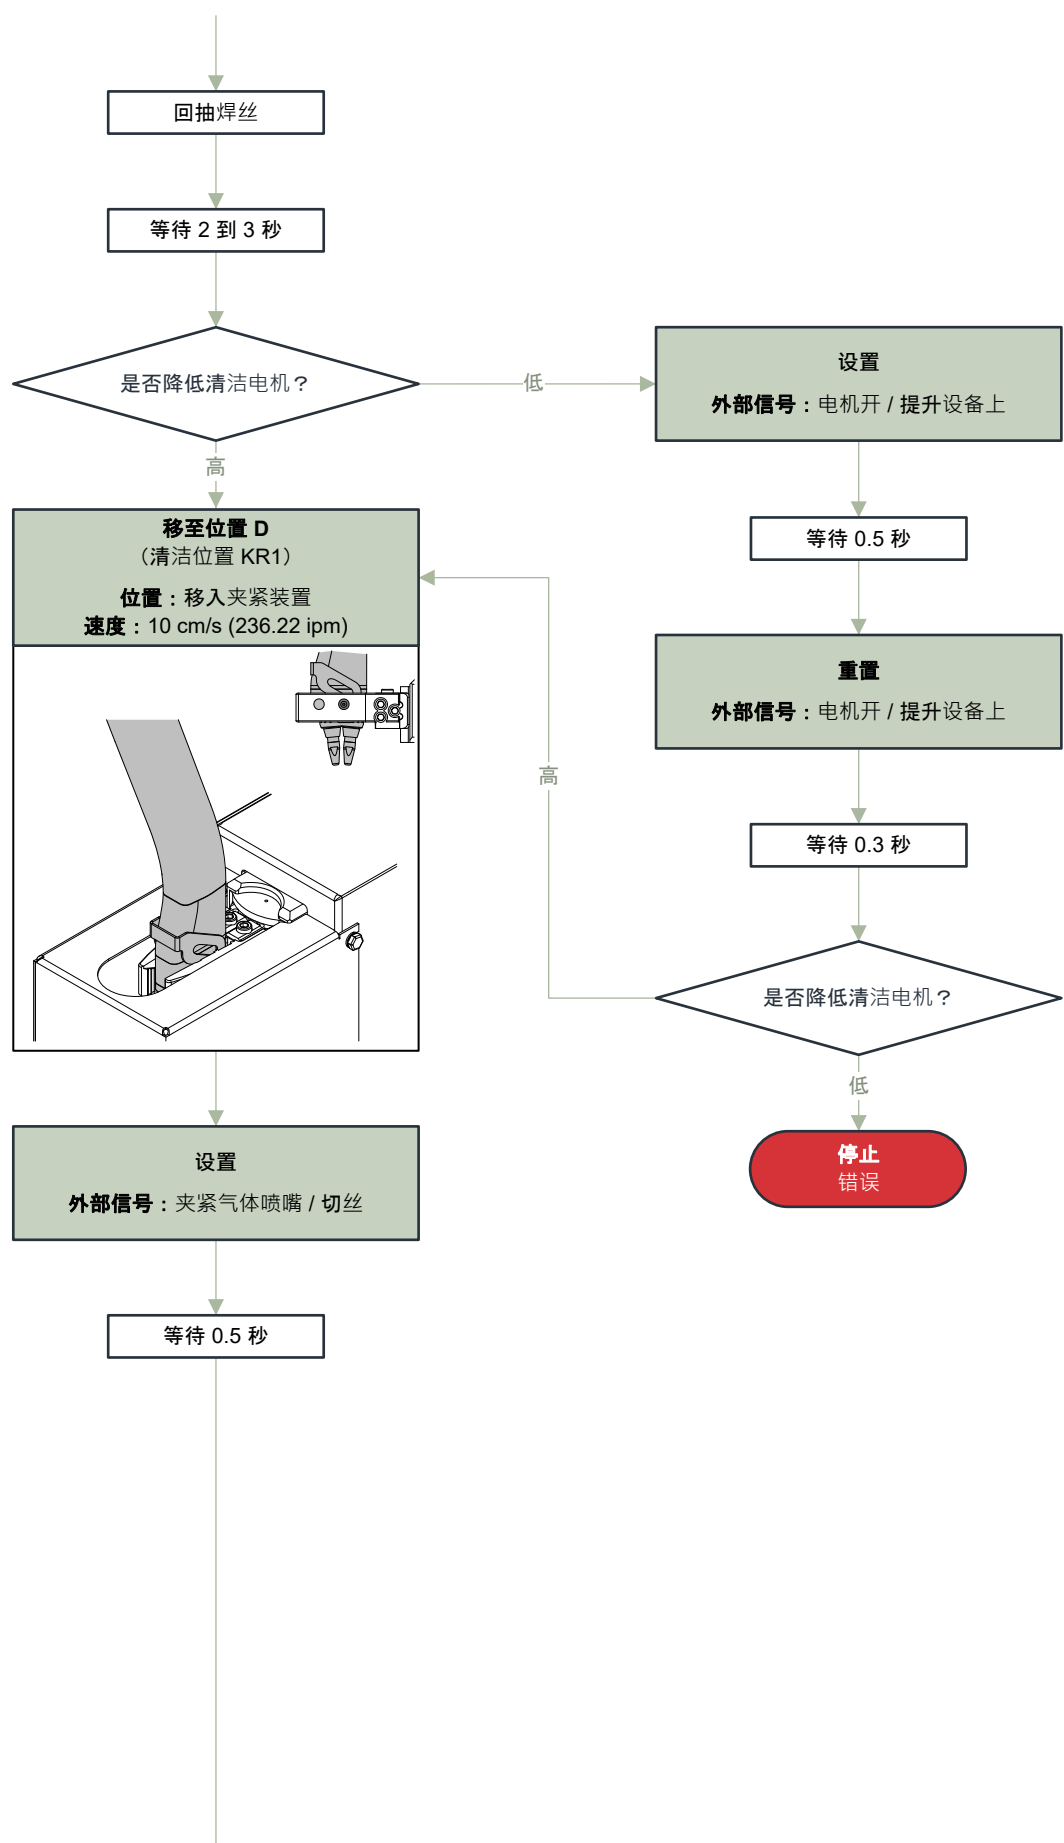 回抽焊丝
等待 2 到 3 秒
是否降低清洁电机？
低
高
设置
外部信号：电机开 / 提升设备上
等待 0.5 秒
重置
外部信号：电机开 / 提升设备上
等待 0.3 秒
是否降低清洁电机？
高
低
停止
错误
移至位置 D
（清洁位置 KR1）
位置：移入夹紧装置
速度：10 cm/s (236.22 ipm)
设置
外部信号：夹紧气体喷嘴 / 切丝
等待 0.5 秒